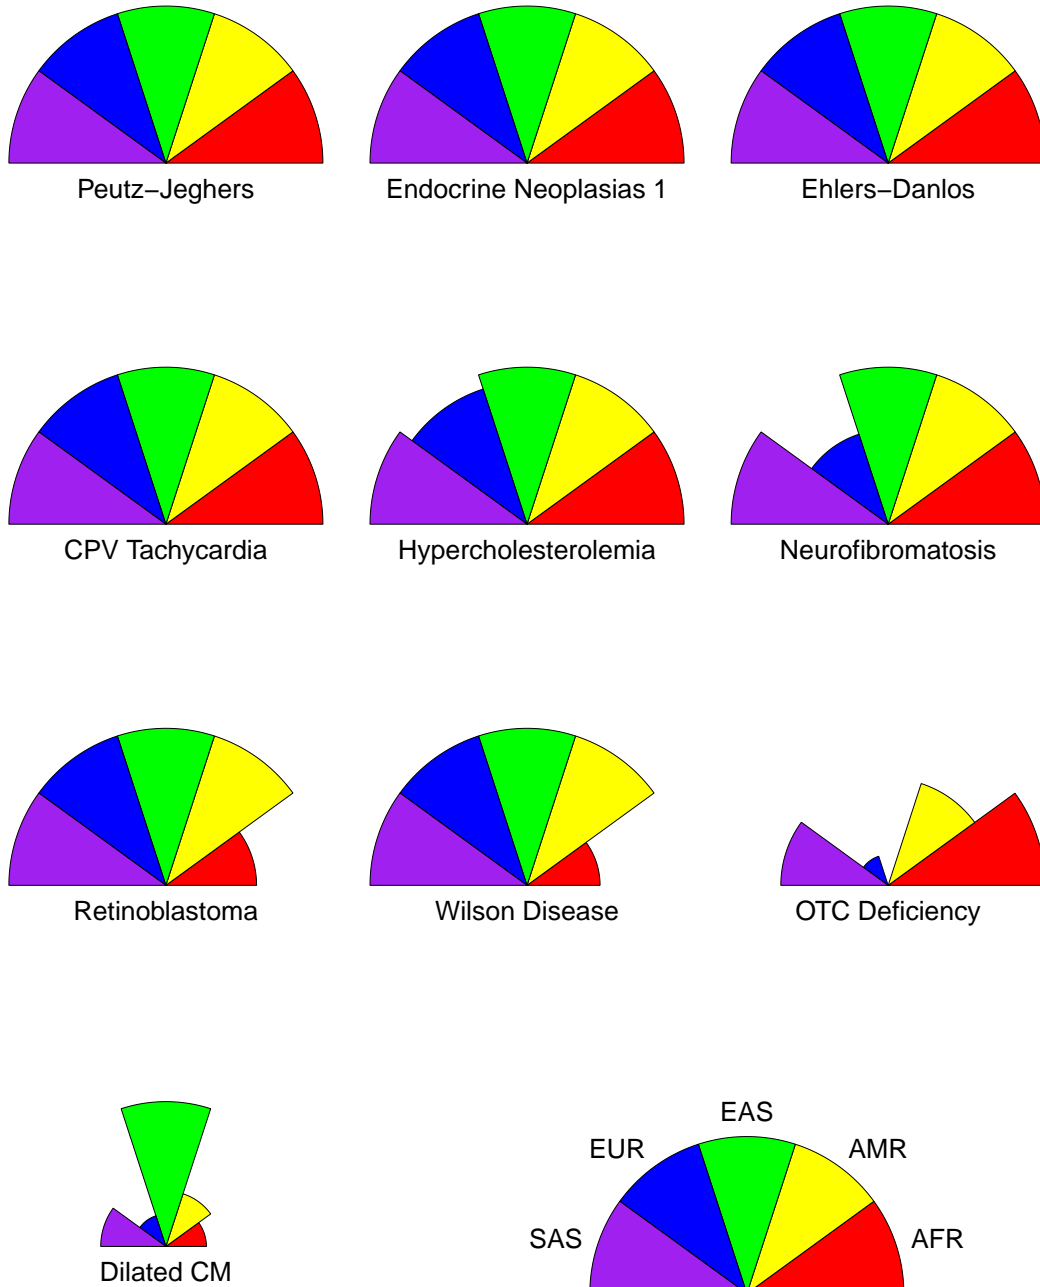 Peutz−Jeghers
Endocrine Neoplasias 1
Ehlers−Danlos
CPV Tachycardia
Hypercholesterolemia
Neurofibromatosis
Retinoblastoma
Wilson Disease
OTC Deficiency
Dilated CM
EAS
EUR
AMR
SAS
AFR